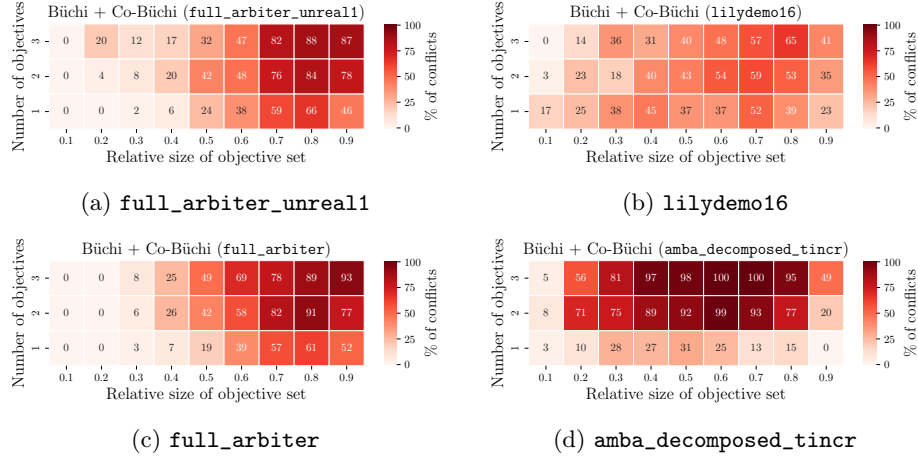 Büchi + Co-Büchi (full_arbiter_unreal1)
Number of objectives
3 0 20 12 17 32 47 82 88 87
2 0 4 8 20 42 48 76 84 78
1 0 0 2 6 24 38 59 66 46
0.1 0.2 0.3 0.4 0.5 0.6 0.7 0.8 0.9
Relative size of objective set
100
75
50
25
0
% of conflicts
(a) full_arbiter_unreal1
Büchi + Co-Büchi (lilydemo16)
Number of objectives
3 0 14 36 31 40 48 57 65 41
2 3 23 18 40 43 54 59 53 35
1 17 25 38 45 37 37 52 39 23
0.1 0.2 0.3 0.4 0.5 0.6 0.7 0.8 0.9
Relative size of objective set
100
75
50
25
0
% of conflicts
(b) lilydemo16
Büchi + Co-Büchi (full_arbiter)
Number of objectives
3 0 0 8 25 49 69 78 89 93
2 0 0 6 26 42 58 82 91 77
1 0 0 3 7 19 39 57 61 52
0.1 0.2 0.3 0.4 0.5 0.6 0.7 0.8 0.9
Relative size of objective set
100
75
50
25
0
% of conflicts
(c) full_arbiter
Büchi + Co-Büchi (amba_decomposed_tincr)
Number of objectives
3 5 56 81 97 98 100 100 95 49
2 8 71 75 89 92 99 93 77 20
1 3 10 28 27 31 25 13 15 0
0.1 0.2 0.3 0.4 0.5 0.6 0.7 0.8 0.9
Relative size of objective set
100
75
50
25
0
% of conflicts
(d) amba_decomposed_tincr